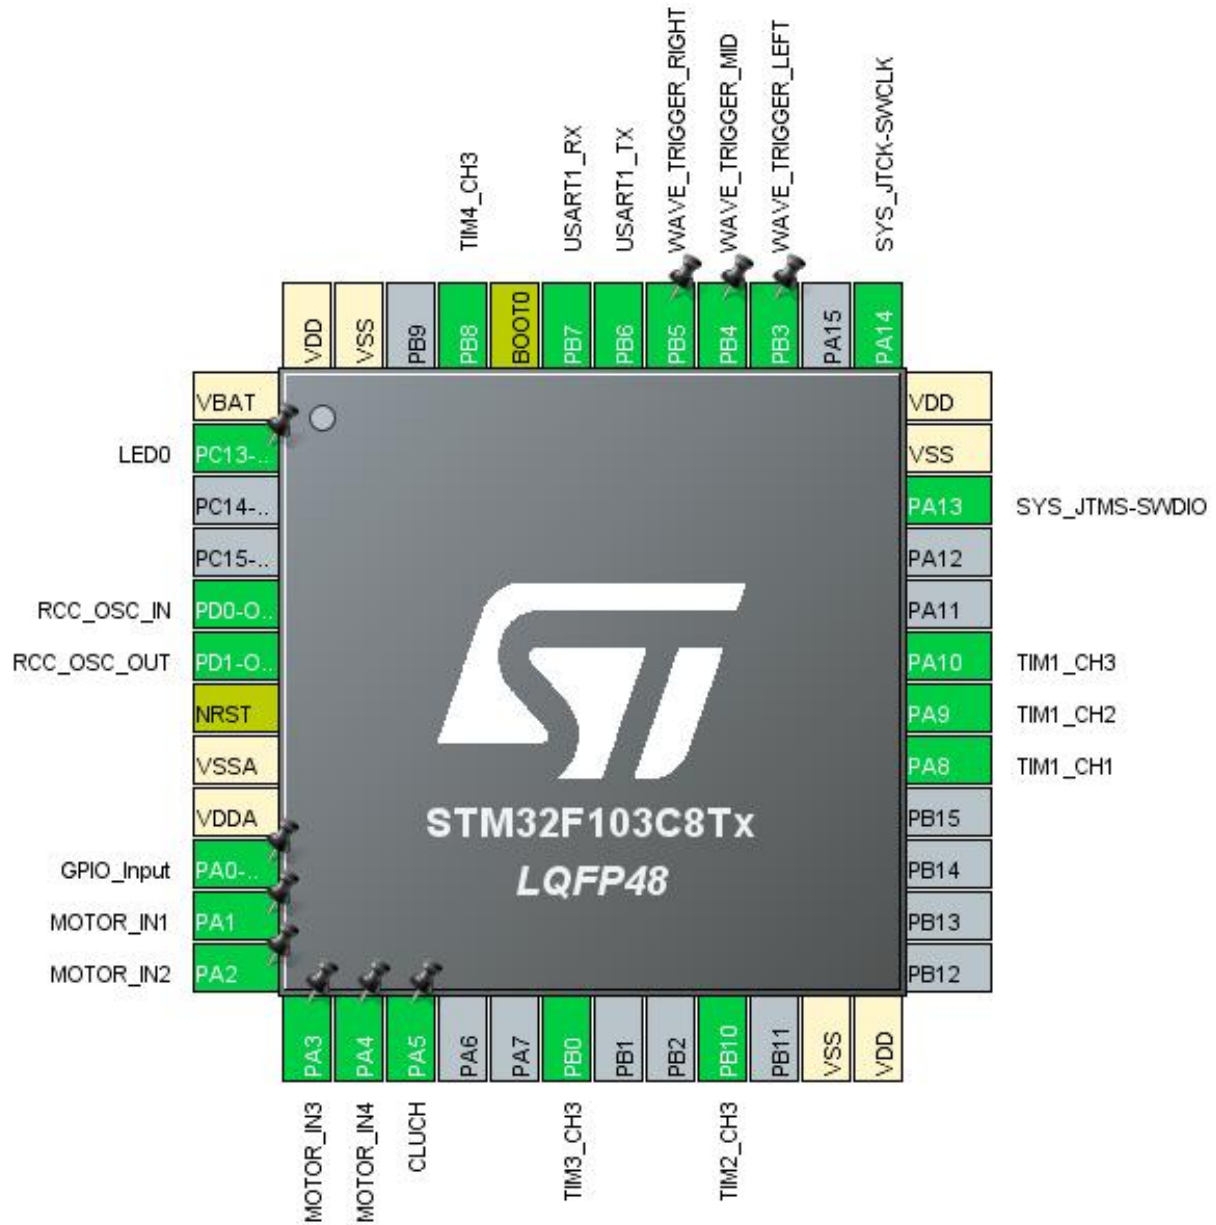 WAVE_TRIGGER_RIGHT
WAVE_TRIGGER_MID
WAVE_TRIGGER_LEFT
SYS_JTCK-SWCLK
TIM4_CH3
USART1_RX
USART1_TX
VDD
VSS
PB9
PB8
BOOT0
PB7
PB6
PB5
PB4
PB3
PA15
PA14
VBAT
LED0 PC13-..
PC14-..
PC15-..
RCC_OSC_IN PD0-O..
RCC_OSC_OUT PD1-O..
NRST
VSSA
VDDA
GPIO_Input PA0-..
MOTOR_IN1 PA1
MOTOR_IN2 PA2
VDD
VSS
PA13 SYS_JTMS-SWDIO
PA12
PA11
PA10 TIM1_CH3
PA9 TIM1_CH2
PA8 TIM1_CH1
PB15
PB14
PB13
PB12
ST
STM32F103C8Tx
LQFP48
PA3
PA4
PA5
PA6
PA7
PB0
PB1
PB2
PB10
PB11
VSS
VDD
MOTOR_IN3
MOTOR_IN4
CLUCH
TIM3_CH3
TIM2_CH3